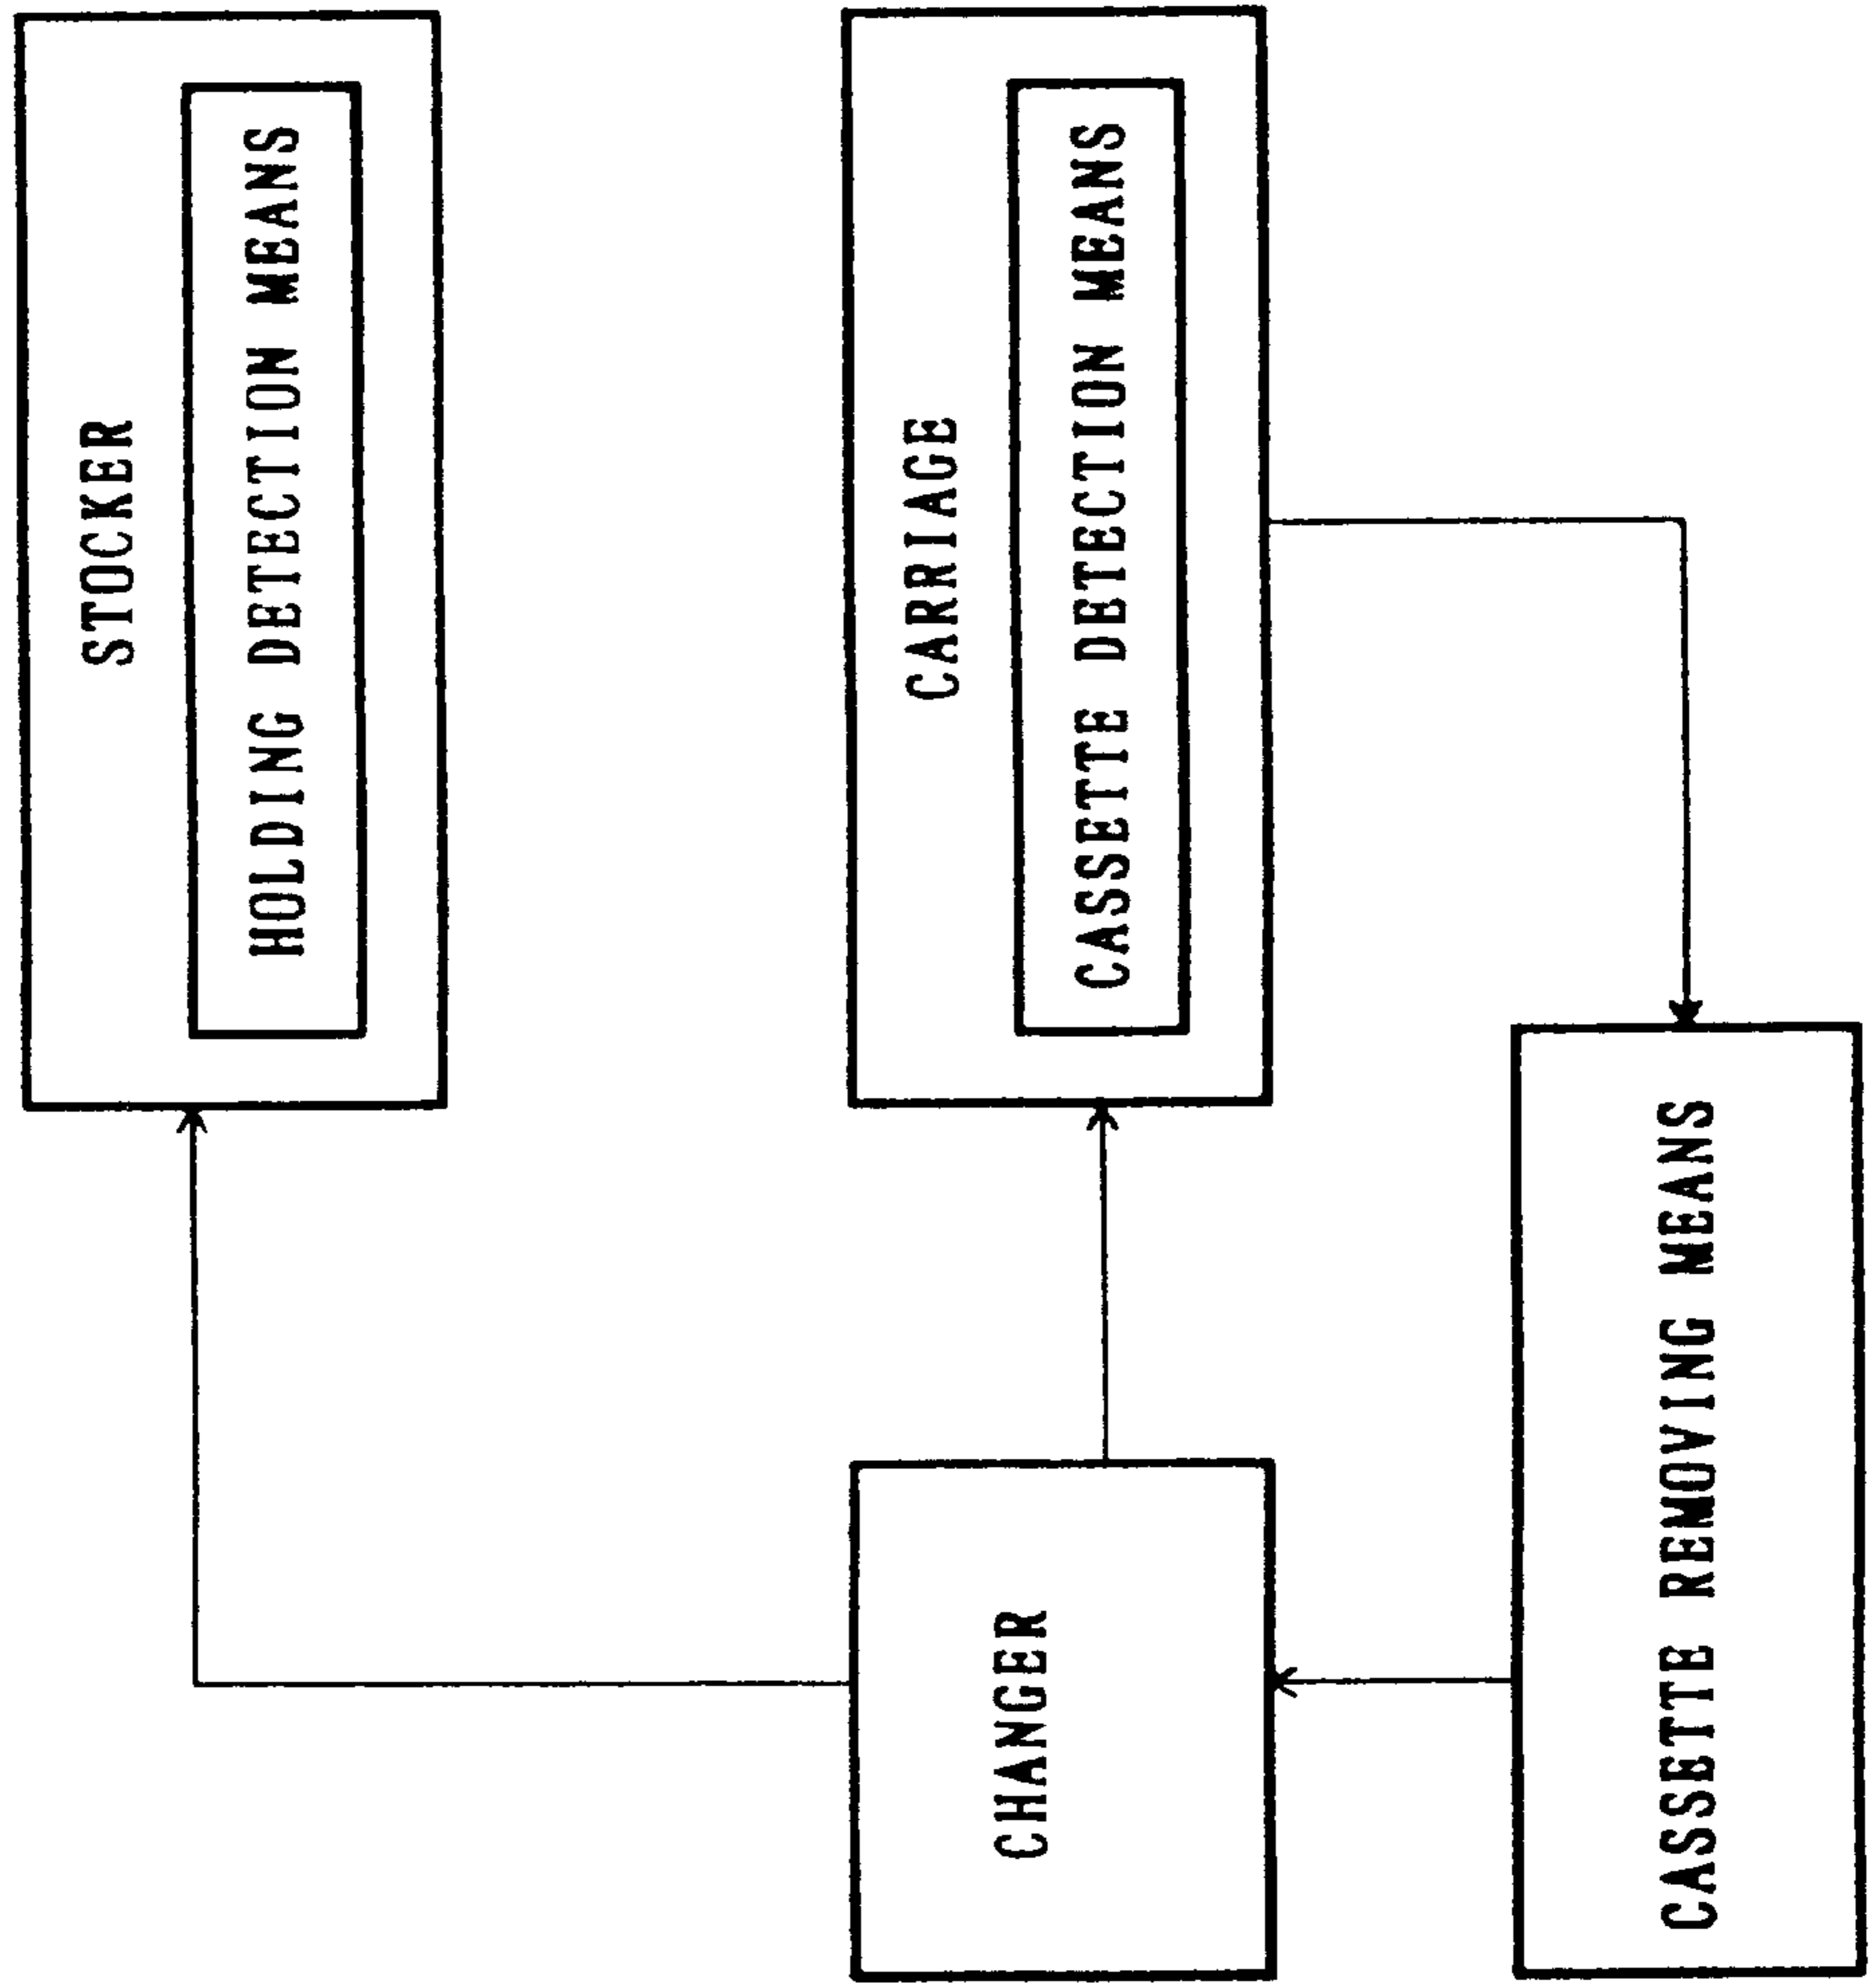 STOCKER
HOLDING DETECTION MEANS
CARRIAGE
CASSETTE DETECTION MEANS
CHANGER
CASSETTE REMOVING MEANS